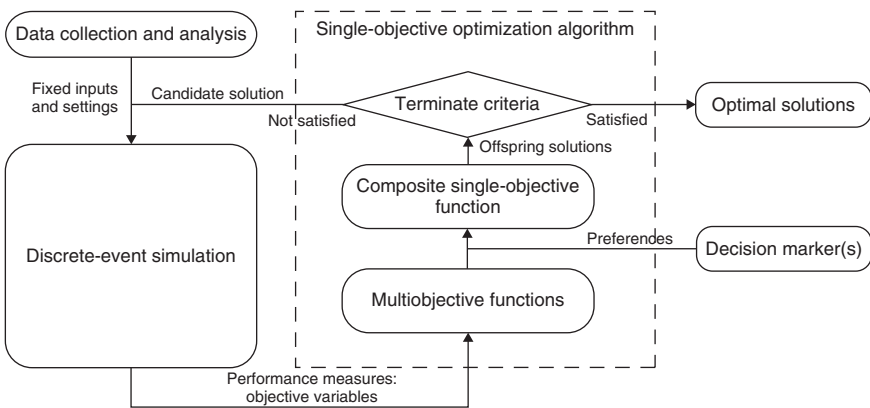 Data collection and analysis
Single-objective optimization algorithm
Fixed inputs
and settings
Candidate solution
Not satisfied
Terminate criteria
Satisfied
Optimal solutions
Offspring solutions
Composite single-objective
function
Preferences
Decision marker(s)
Discrete-event simulation
Multiobjective functions
Performance measures:
objective variables